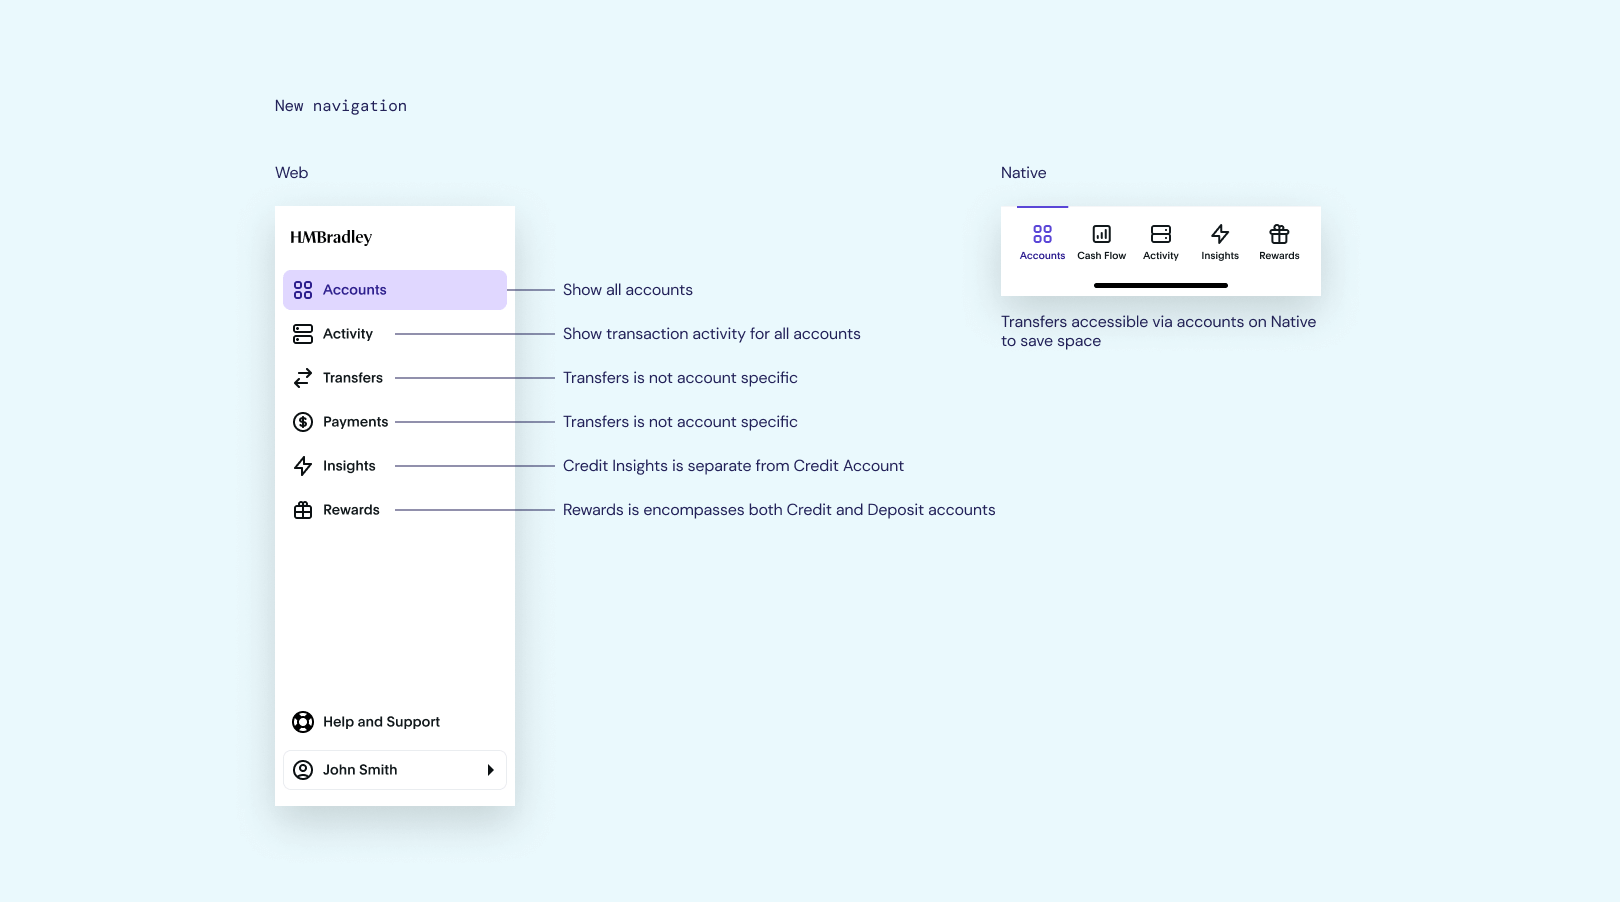 New navigation
Web
HMBradley
Accounts
Show all accounts
Activity
Show transaction activity for all accounts
Transfers
Transfers is not account specific
Payments
Transfers is not account specific
Insights
Credit Insights is separate from Credit Account
Rewards
Rewards is encompasses both Credit and Deposit accounts
Help and Support
John Smith
Native
Accounts
Cash Flow
Activity
Insights
Rewards
Transfers accessible via accounts on Native
to save space